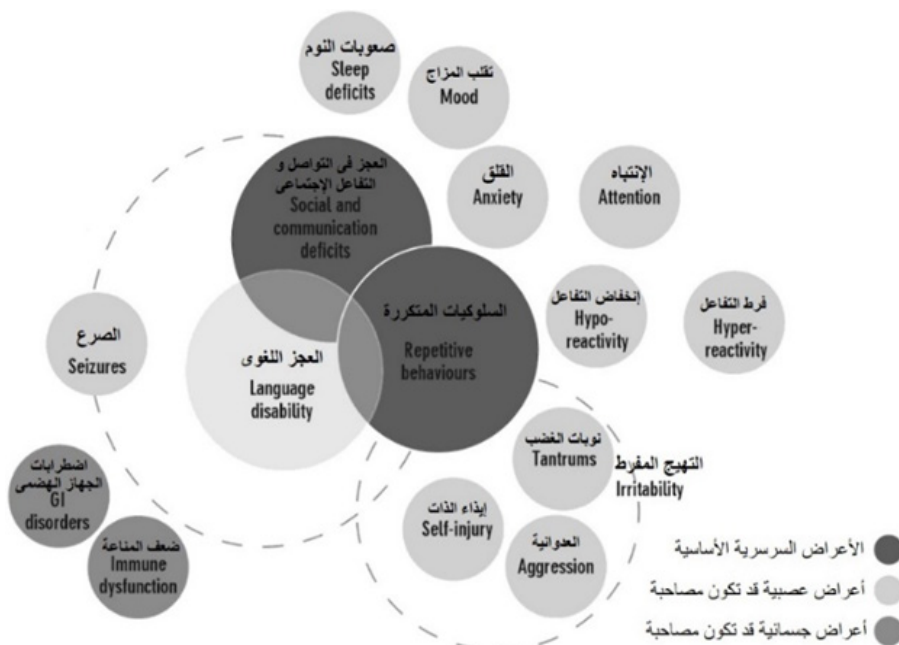 صعوبات النوم
Sleep
deficits
تقلب المزاج
Mood
العجز فى التواصل و
التفاعل الإجتماعى
Social and
communication
deficits
القلق
Anxiety
الإنتباه
Attention
السلوكيات المتكررة
Repetitive
behaviours
إنخفاض التفاعل
Hypo-
reactivity
فرط التفاعل
Hyper-
reactivity
الصرع
Seizures
العجز اللغوى
Language
disability
نوبات الغضب
Tantrums
التهيج المفرط
Irritability
اضطرابات
الجهاز الهضمى
GI
disorders
إيذاء الذات
Self-injury
العدوانية
Aggression
ضعف المناعة
Immune
dysfunction
الأعراض السرسرية الأساسية
أعراض عصبية قد تكون مصاحبة
أعراض جسمانية قد تكون مصاحبة